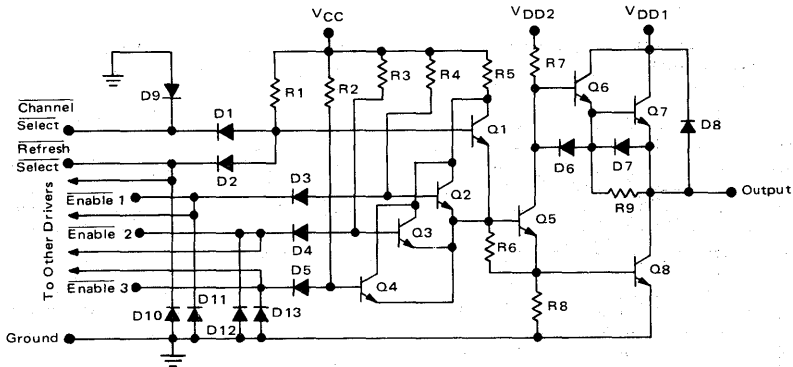 VCC
VDD2
VDD1
R7
R3
R4
R5
R1
R2
Q6
Q7
D8
D9
Channel
Select
D1
Q1
Refresh
Select
D2
D6
D7
To Other Drivers
Enable 1
D3
Q2
R9
Output
Q5
Enable 2
D4
Q3
R6
D5
Q8
Enable 3
Q4
D11
D10
D12
D13
R8
Ground